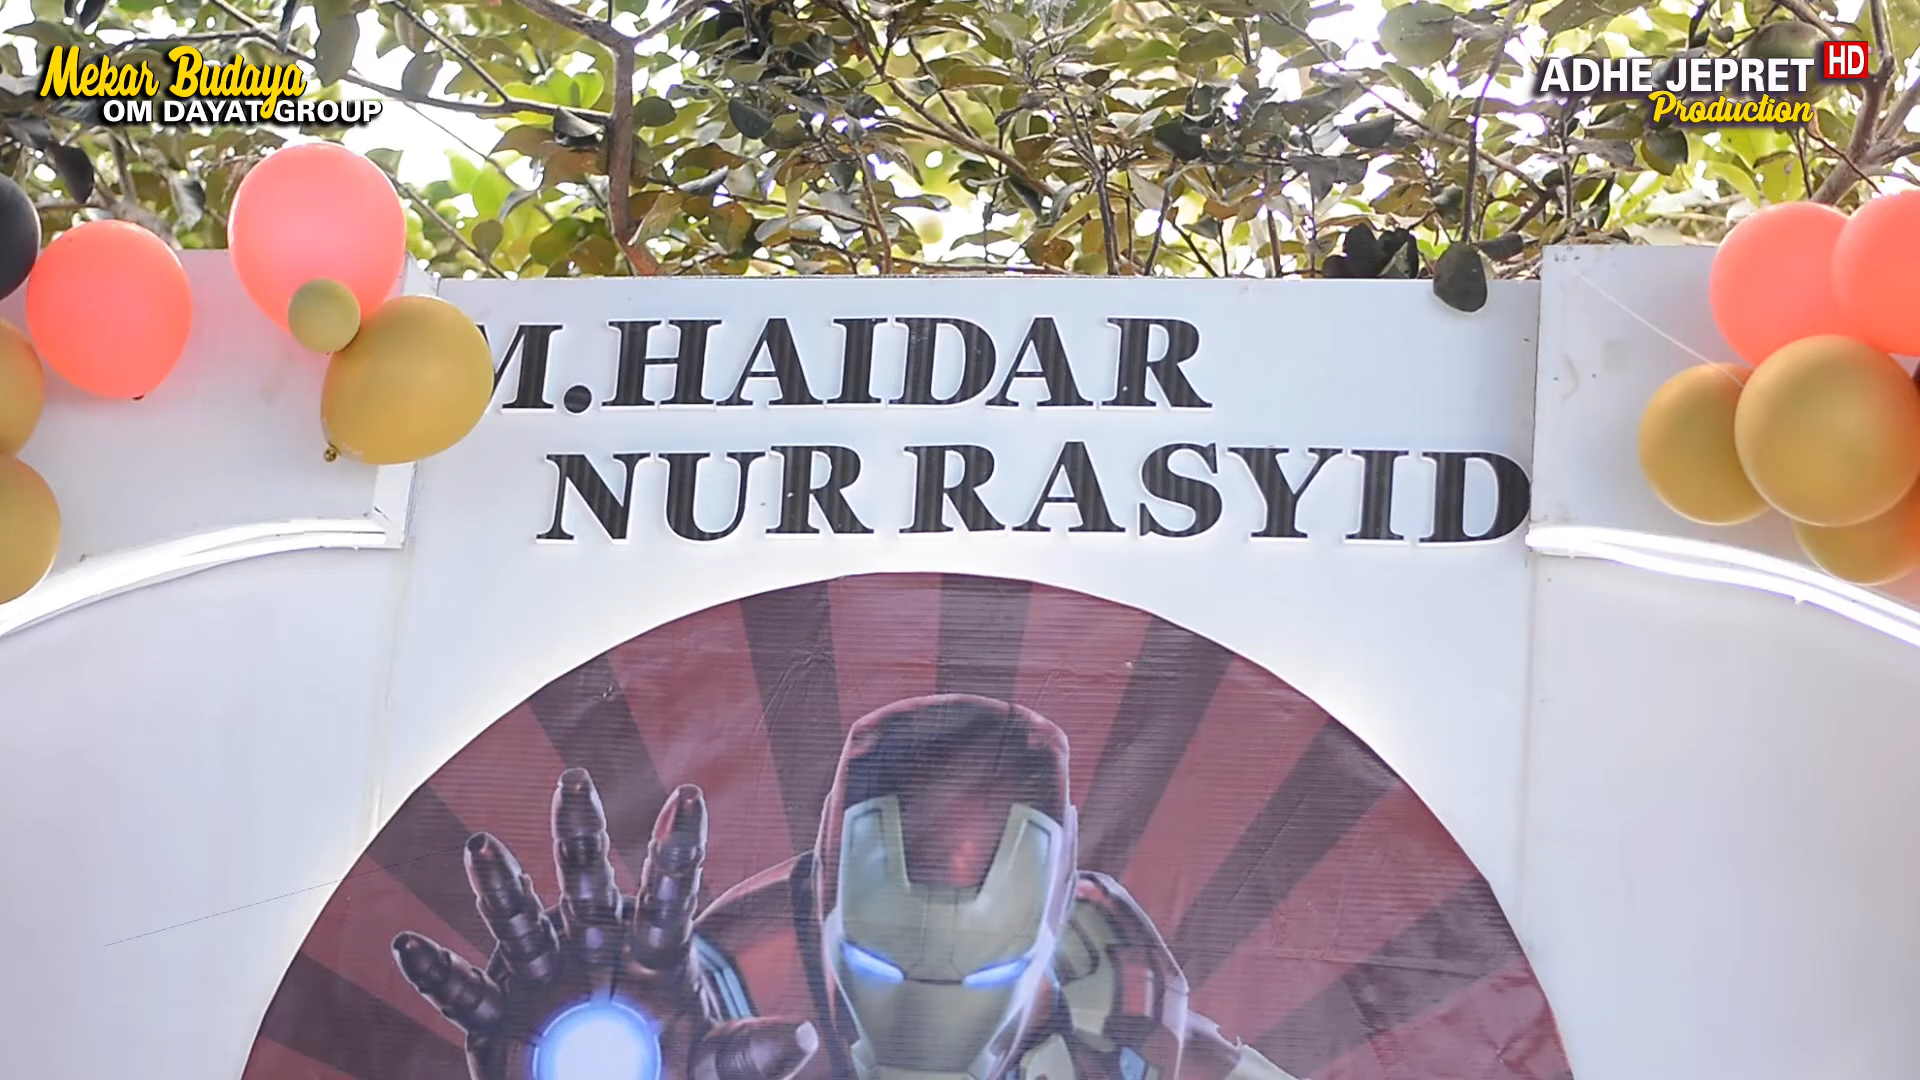 Mekar Budaya
OM DAYAT GROUP
ADHE JEPRET HD
Production
M.HAIDAR
NUR RASYID